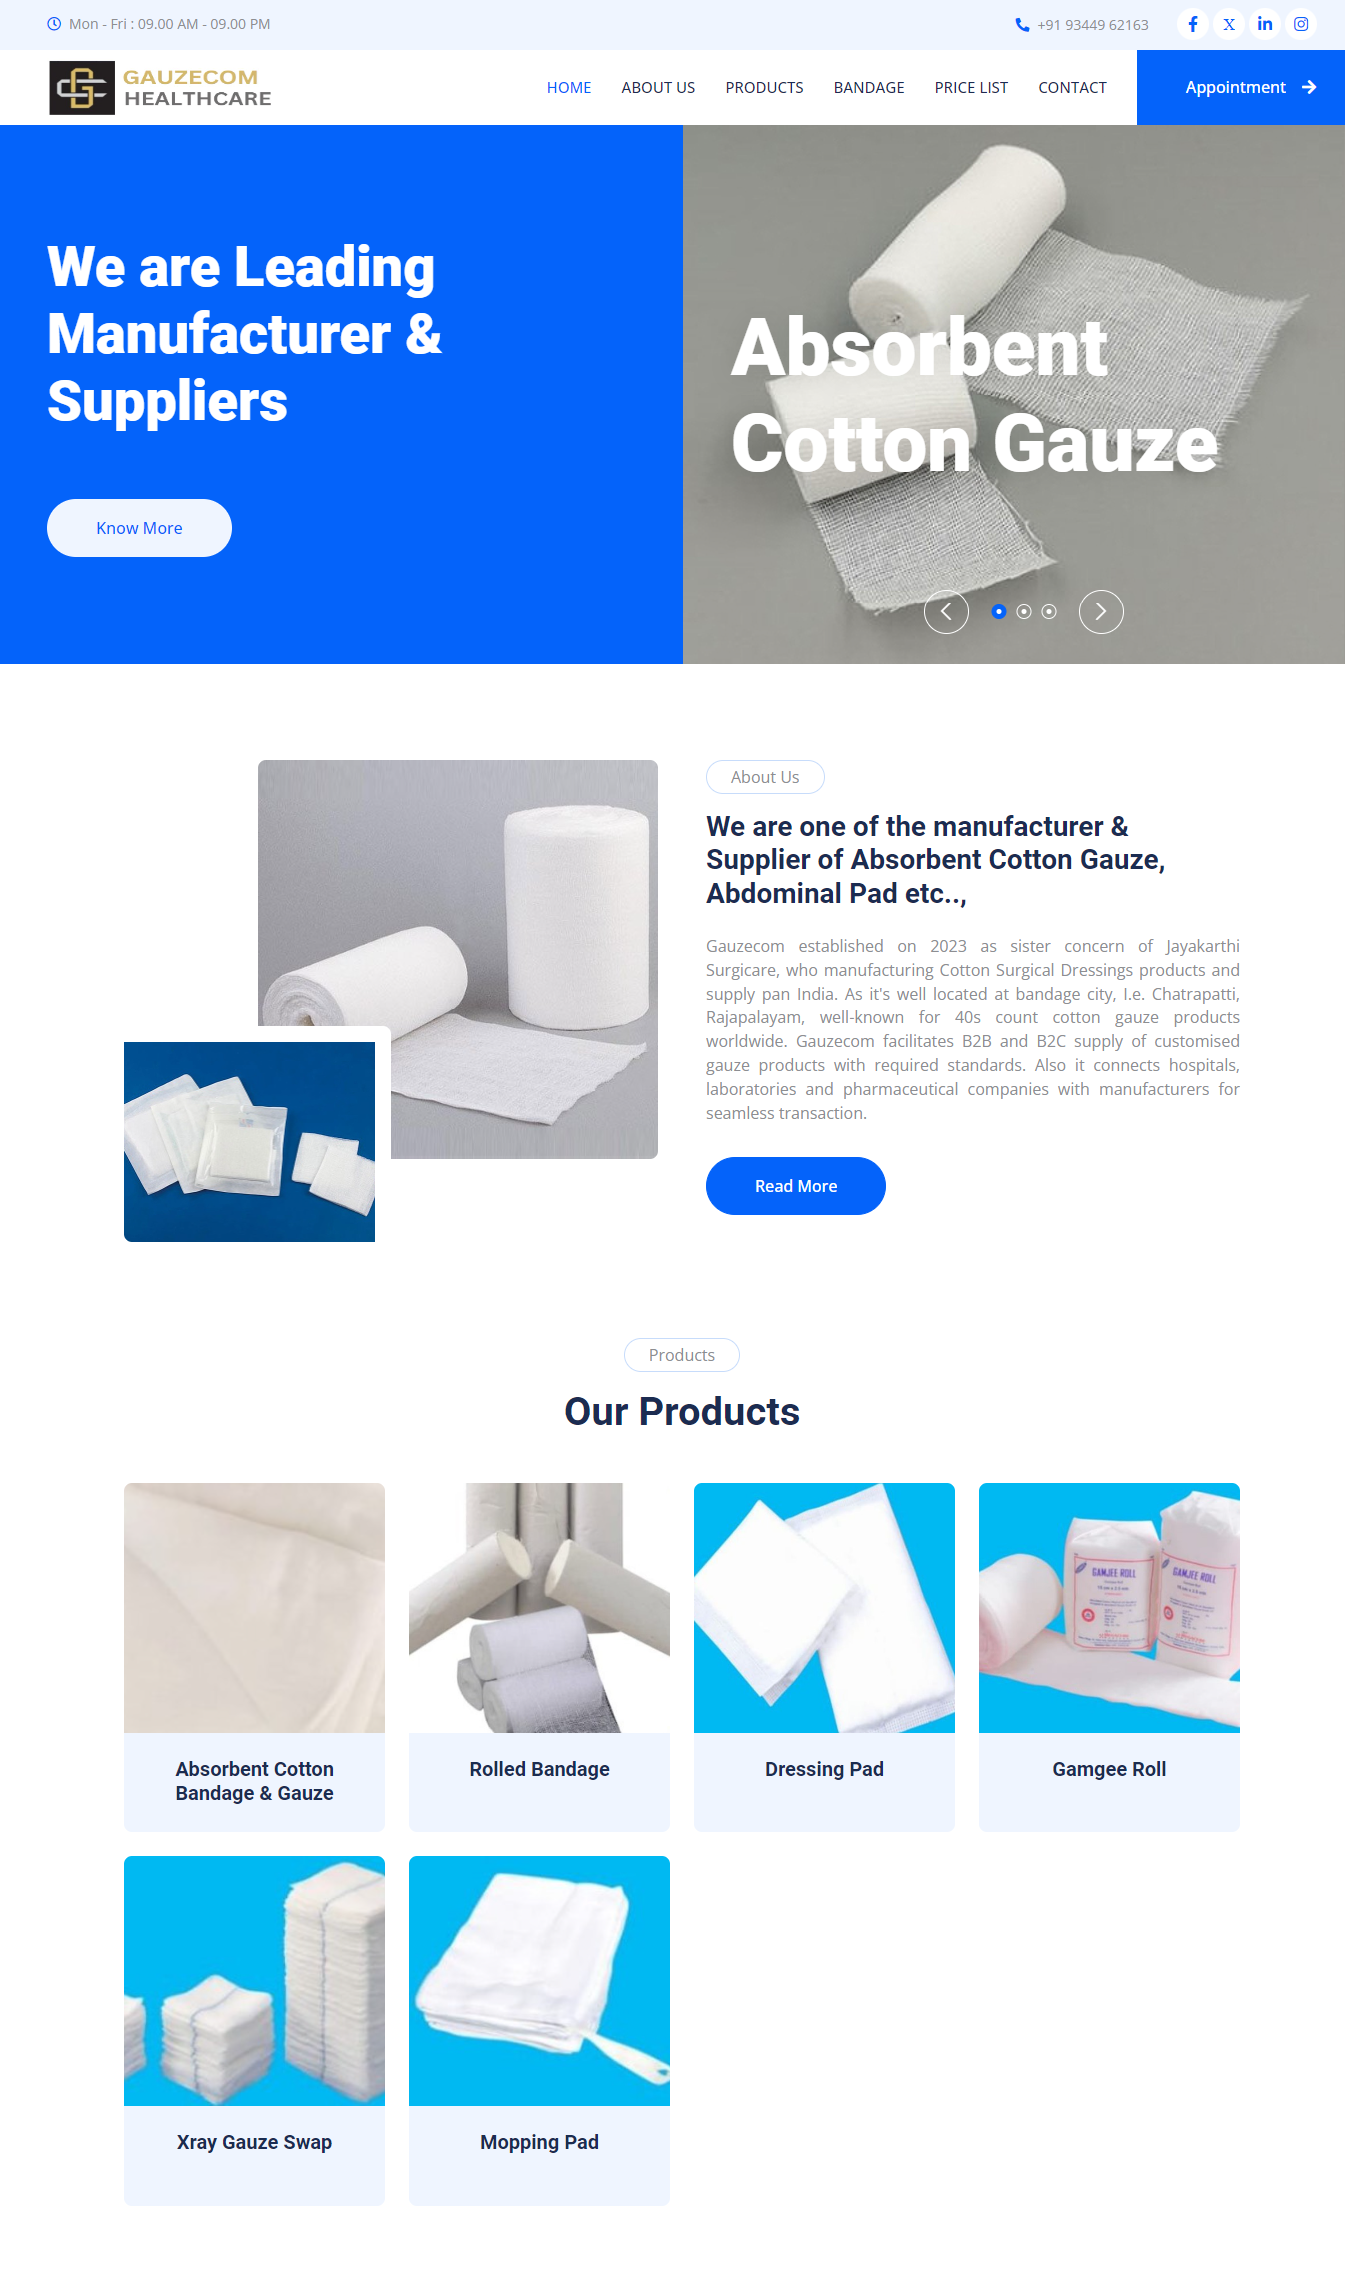 Mon - Fri : 09.00 AM - 09.00 PM
+91 93449 62163
GAUZECOM
HEALTHCARE
HOME
ABOUT US
PRODUCTS
BANDAGE
PRICE LIST
CONTACT
Appointment
We are Leading
Manufacturer &
Suppliers
Know More
Absorbent
Cotton Gauze
About Us
We are one of the manufacturer &
Supplier of Absorbent Cotton Gauze,
Abdominal Pad etc..,
Gauzecom established on 2023 as sister concern of Jayakarthi
Surgicare, who manufacturing Cotton Surgical Dressings products and
supply pan India. As it's well located at bandage city, I.e. Chatrapatti,
Rajapalayam, well-known for 40s count cotton gauze products
worldwide. Gauzecom facilitates B2B and B2C supply of customised
gauze products with required standards. Also it connects hospitals,
laboratories and pharmaceutical companies with manufacturers for
seamless transaction.
Read More
Products
Our Products
GAMJEE ROLL
GAMJEE ROLL
Absorbent Cotton
Bandage & Gauze
Rolled Bandage
Dressing Pad
Gamgee Roll
Xray Gauze Swap
Mopping Pad